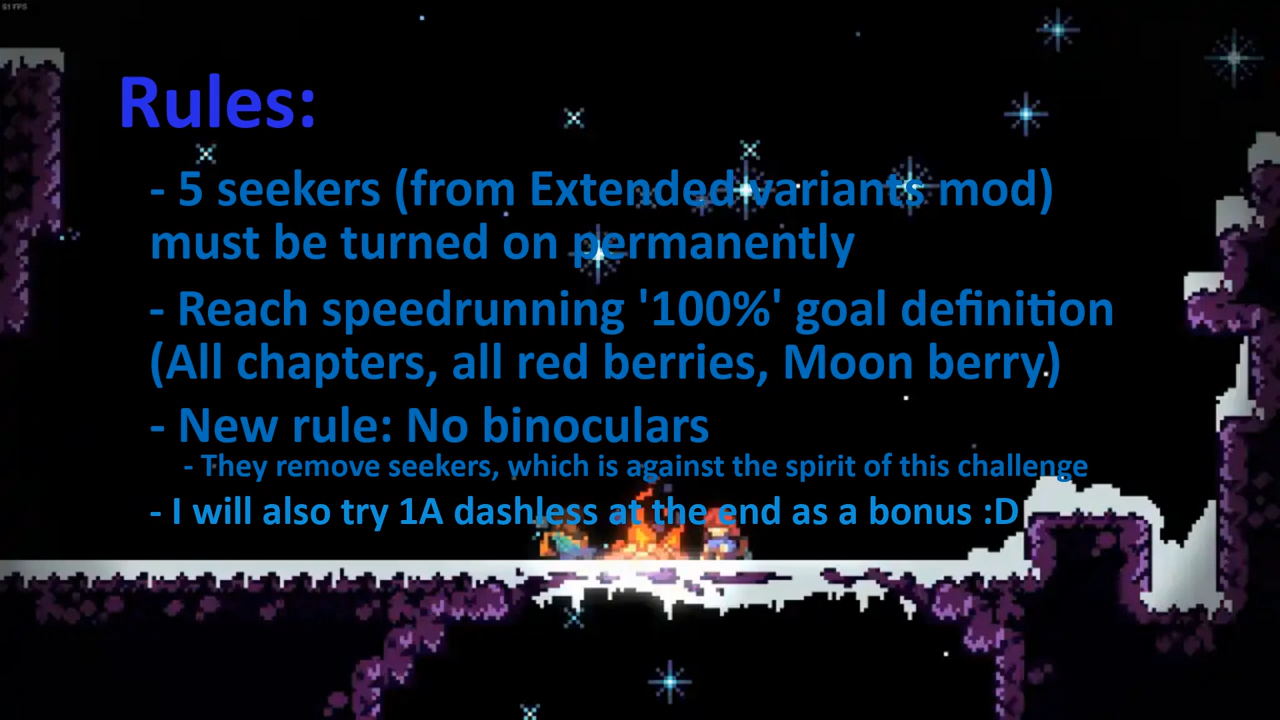 61 FPS
Rules:
- 5 seekers (from Extended variants mod)
must be turned on permanently
- Reach speedrunning '100%' goal definition
(All chapters, all red berries, Moon berry)
- New rule: No binoculars
- They remove seekers, which is against the spirit of this challenge
- I will also try 1A dashless at the end as a bonus :D